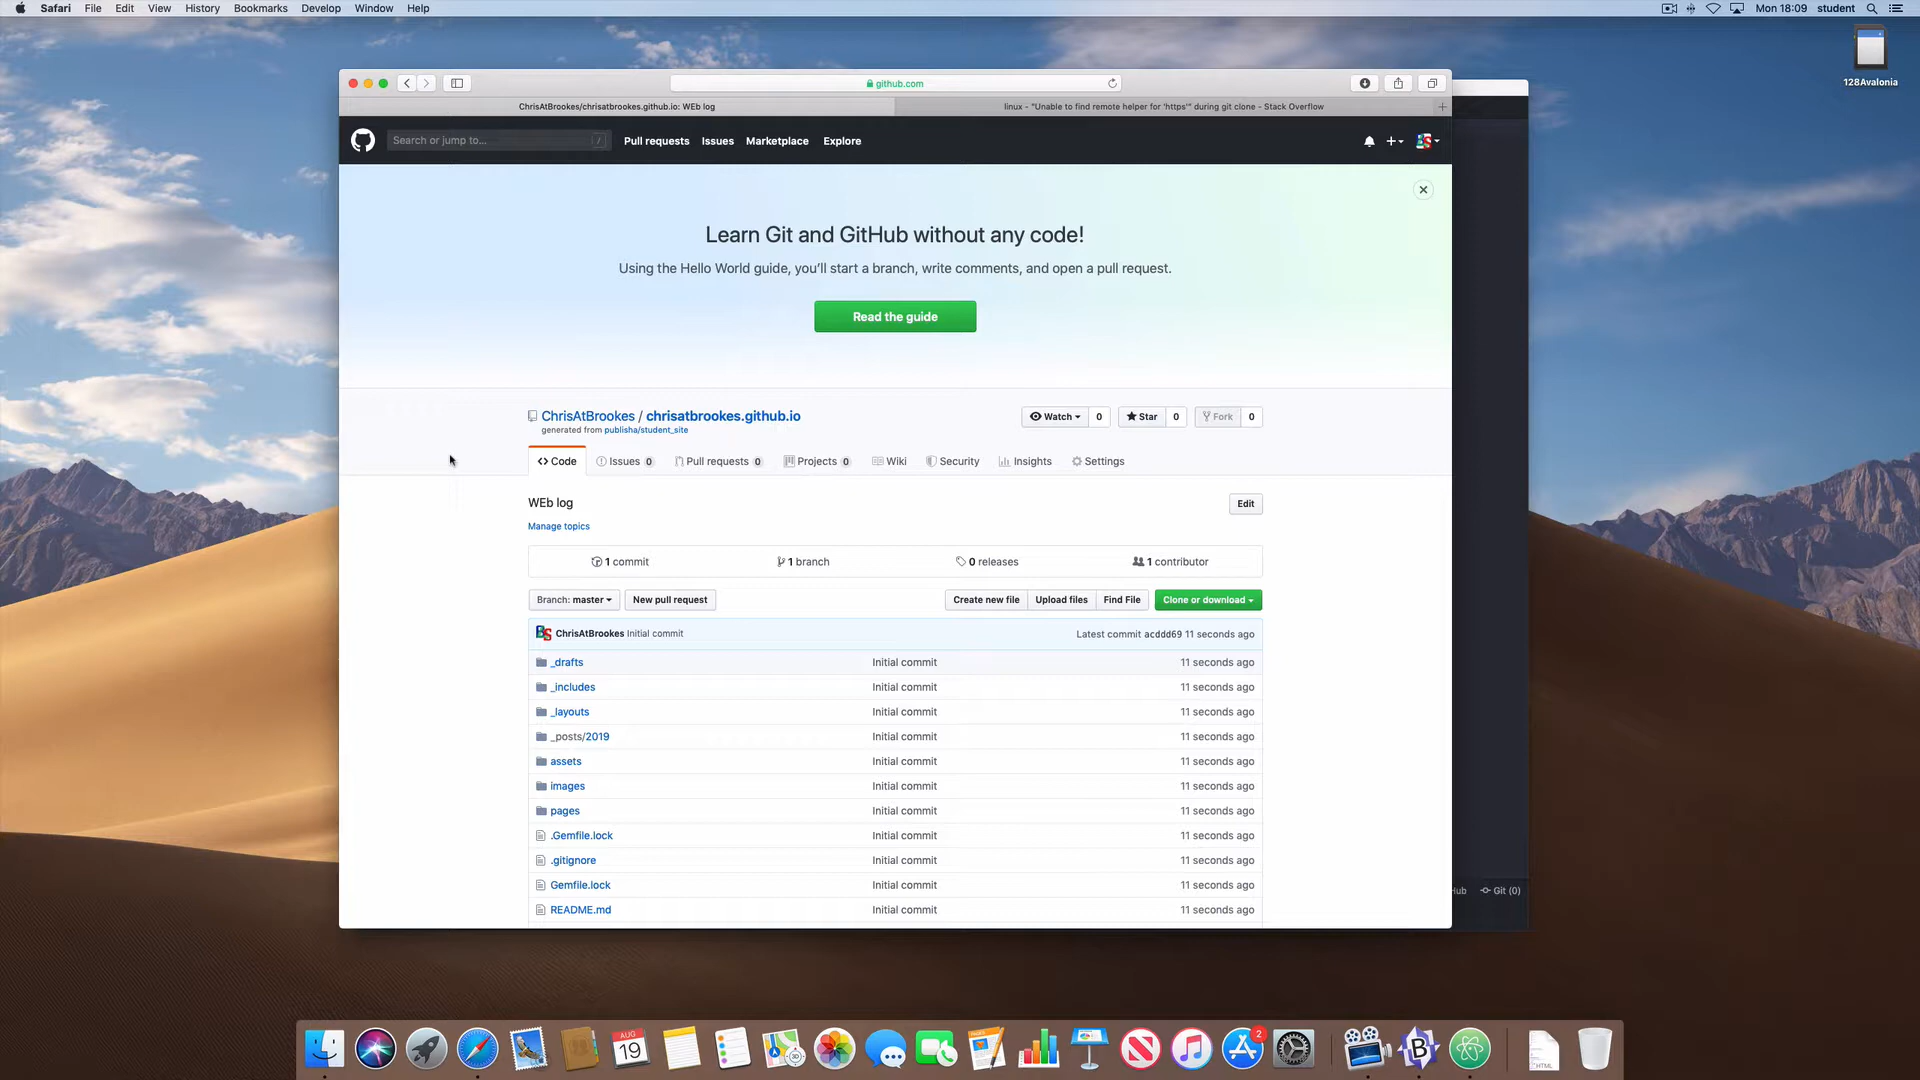 Safari File Edit View History Bookmarks Develop Window Help
Mon 18:09 student
128Avalonia
github.com
ChrisAtBrookes/chrisatbrookes.github.io: WEb log
linux - "Unable to find remote helper for 'https'" during git clone - Stack Overflow
Search or jump to... /
Pull requests Issues Marketplace Explore
Learn Git and GitHub without any code!
Using the Hello World guide, you'll start a branch, write comments, and open a pull request.
Read the guide
ChrisAtBrookes / chrisatbrookes.github.io
Watch 0 Star 0 Fork 0
generated from publisha/student_site
Code Issues 0 Pull requests 0 Projects 0 Wiki Security Insights Settings
WEb log
Edit
Manage topics
1 commit 1 branch 0 releases 1 contributor
Branch: master New pull request Create new file Upload files Find File Clone or download
ChrisAtBrookes Initial commit Latest commit acddd69 11 seconds ago
_drafts Initial commit 11 seconds ago
_includes Initial commit 11 seconds ago
_layouts Initial commit 11 seconds ago
_posts/2019 Initial commit 11 seconds ago
assets Initial commit 11 seconds ago
images Initial commit 11 seconds ago
pages Initial commit 11 seconds ago
.Gemfile.lock Initial commit 11 seconds ago
.gitignore Initial commit 11 seconds ago
Gemfile.lock Initial commit 11 seconds ago
README.md Initial commit 11 seconds ago
Hub Git (0)
AUG
19
PAGES
3D
2
B
HTML